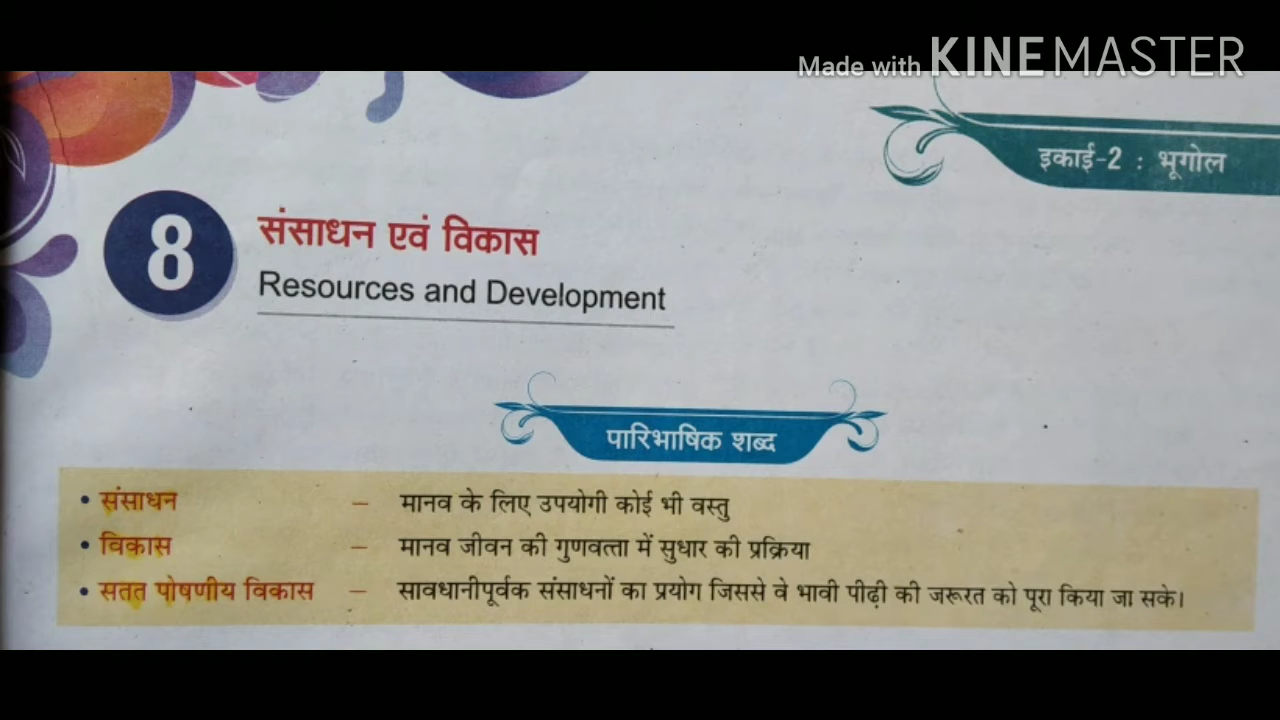 Made with KINEMASTER
इकाई-2 : भूगोल
8
संसाधन एवं विकास
Resources and Development
पारिभाषिक शब्द
• संसाधन – मानव के लिए उपयोगी कोई भी वस्तु
• विकास – मानव जीवन की गुणवत्ता में सुधार की प्रक्रिया
• सतत पोषणीय विकास – सावधानीपूर्वक संसाधनों का प्रयोग जिससे वे भावी पीढ़ी की जरूरत को पूरा किया जा सके।